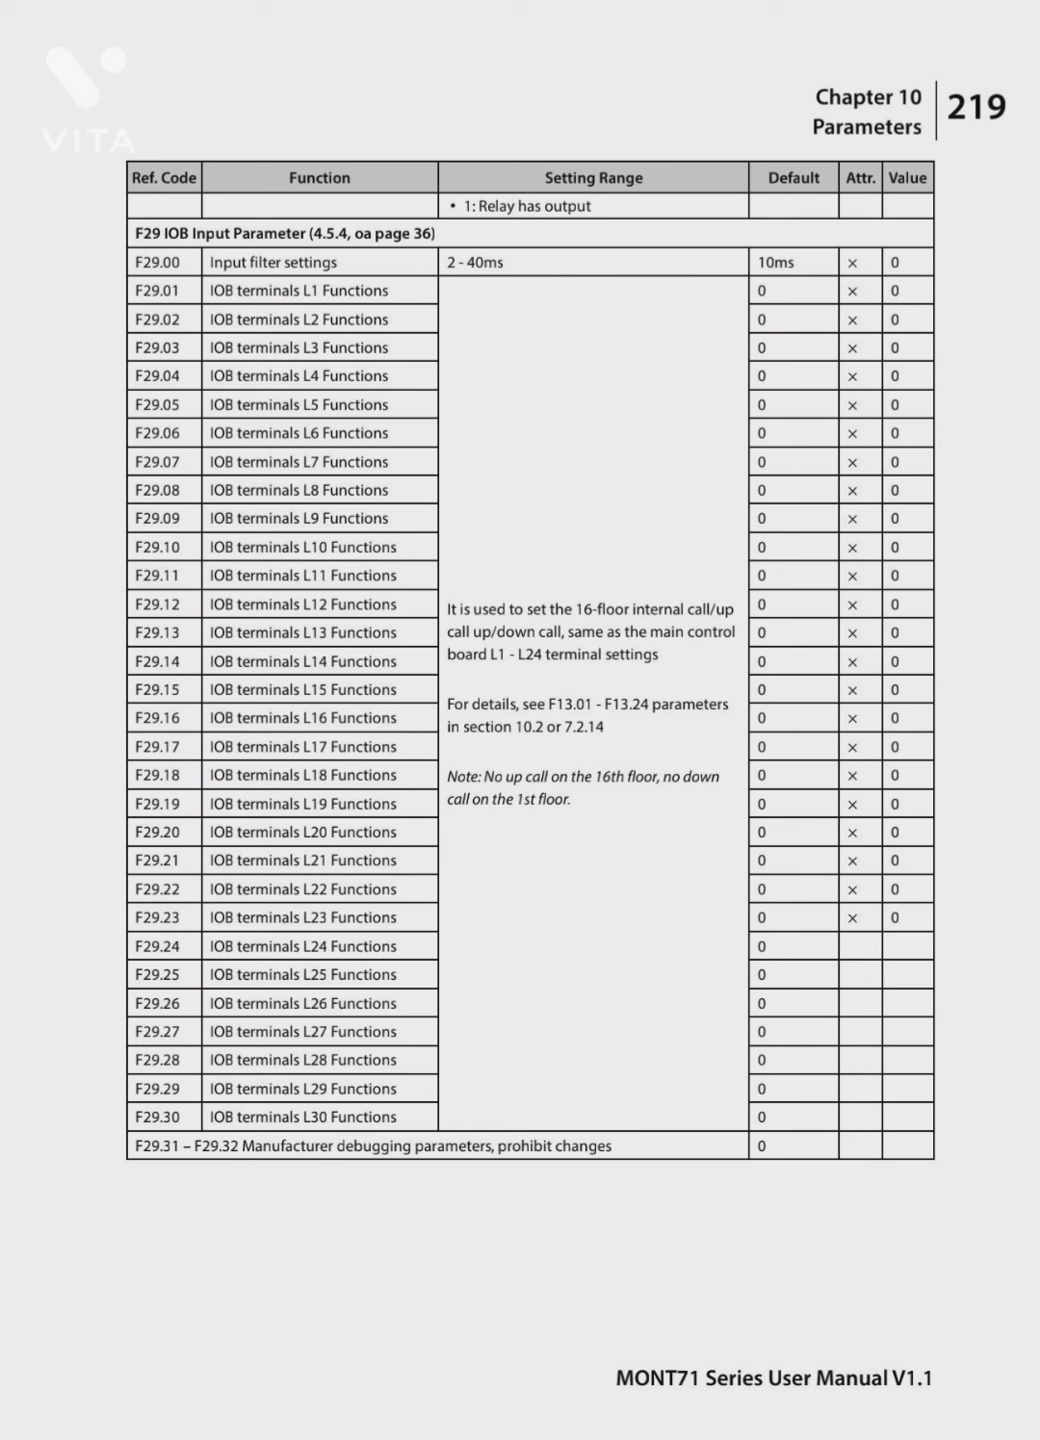 VITA
Chapter 10
Parameters
219
Ref. Code Function Setting Range Default Attr. Value
• 1: Relay has output
F29 IOB Input Parameter (4.5.4, oa page 36)
F29.00 Input filter settings 2 - 40ms 10ms × 0
F29.01 IOB terminals L1 Functions 0 × 0
F29.02 IOB terminals L2 Functions 0 × 0
F29.03 IOB terminals L3 Functions 0 × 0
F29.04 IOB terminals L4 Functions 0 × 0
F29.05 IOB terminals L5 Functions 0 × 0
F29.06 IOB terminals L6 Functions 0 × 0
F29.07 IOB terminals L7 Functions 0 × 0
F29.08 IOB terminals L8 Functions 0 × 0
F29.09 IOB terminals L9 Functions 0 × 0
F29.10 IOB terminals L10 Functions 0 × 0
F29.11 IOB terminals L11 Functions 0 × 0
F29.12 IOB terminals L12 Functions 0 × 0
F29.13 IOB terminals L13 Functions 0 × 0
F29.14 IOB terminals L14 Functions 0 × 0
F29.15 IOB terminals L15 Functions 0 × 0
F29.16 IOB terminals L16 Functions 0 × 0
F29.17 IOB terminals L17 Functions 0 × 0
F29.18 IOB terminals L18 Functions 0 × 0
F29.19 IOB terminals L19 Functions 0 × 0
F29.20 IOB terminals L20 Functions 0 × 0
F29.21 IOB terminals L21 Functions 0 × 0
F29.22 IOB terminals L22 Functions 0 × 0
F29.23 IOB terminals L23 Functions 0 × 0
F29.24 IOB terminals L24 Functions 0
F29.25 IOB terminals L25 Functions 0
F29.26 IOB terminals L26 Functions 0
F29.27 IOB terminals L27 Functions 0
F29.28 IOB terminals L28 Functions 0
F29.29 IOB terminals L29 Functions 0
F29.30 IOB terminals L30 Functions 0
It is used to set the 16-floor internal call/up
call up/down call, same as the main control
board L1 - L24 terminal settings
For details, see F13.01 - F13.24 parameters
in section 10.2 or 7.2.14
Note: No up call on the 16th floor, no down
call on the 1st floor.
F29.31 – F29.32 Manufacturer debugging parameters, prohibit changes 0
MONT71 Series User Manual V1.1